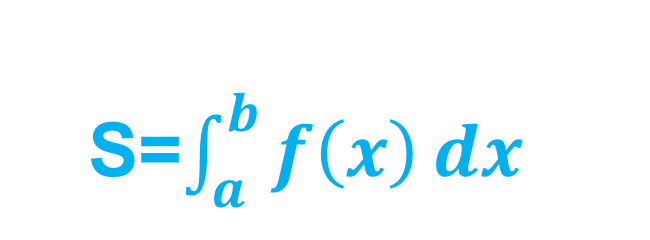 S=∫_a^b f(x) dx